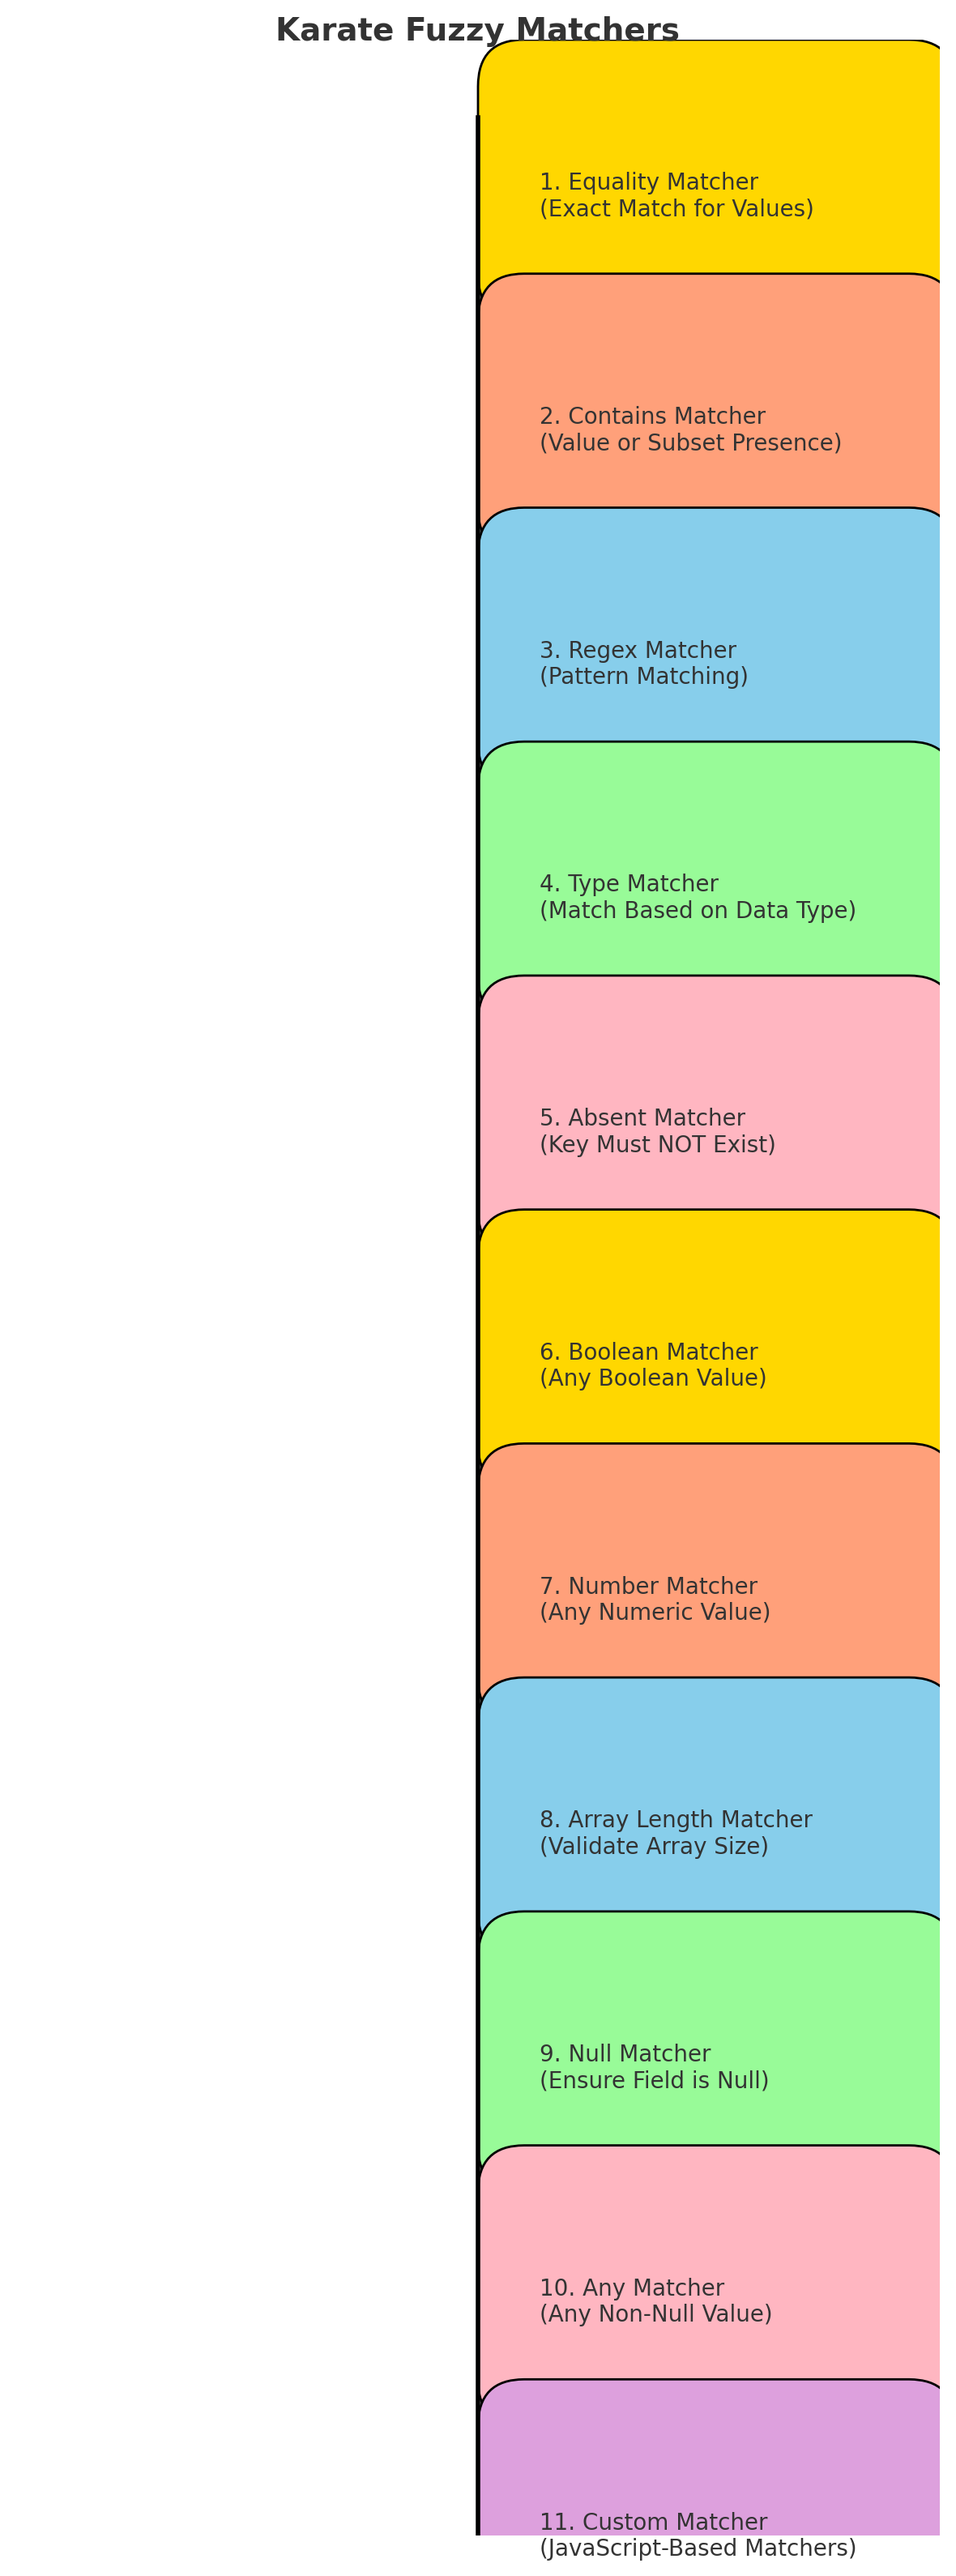 Karate Fuzzy Matchers
1. Equality Matcher
(Exact Match for Values)
2. Contains Matcher
(Value or Subset Presence)
3. Regex Matcher
(Pattern Matching)
4. Type Matcher
(Match Based on Data Type)
5. Absent Matcher
(Key Must NOT Exist)
6. Boolean Matcher
(Any Boolean Value)
7. Number Matcher
(Any Numeric Value)
8. Array Length Matcher
(Validate Array Size)
9. Null Matcher
(Ensure Field is Null)
10. Any Matcher
(Any Non-Null Value)
11. Custom Matcher
(JavaScript-Based Matchers)